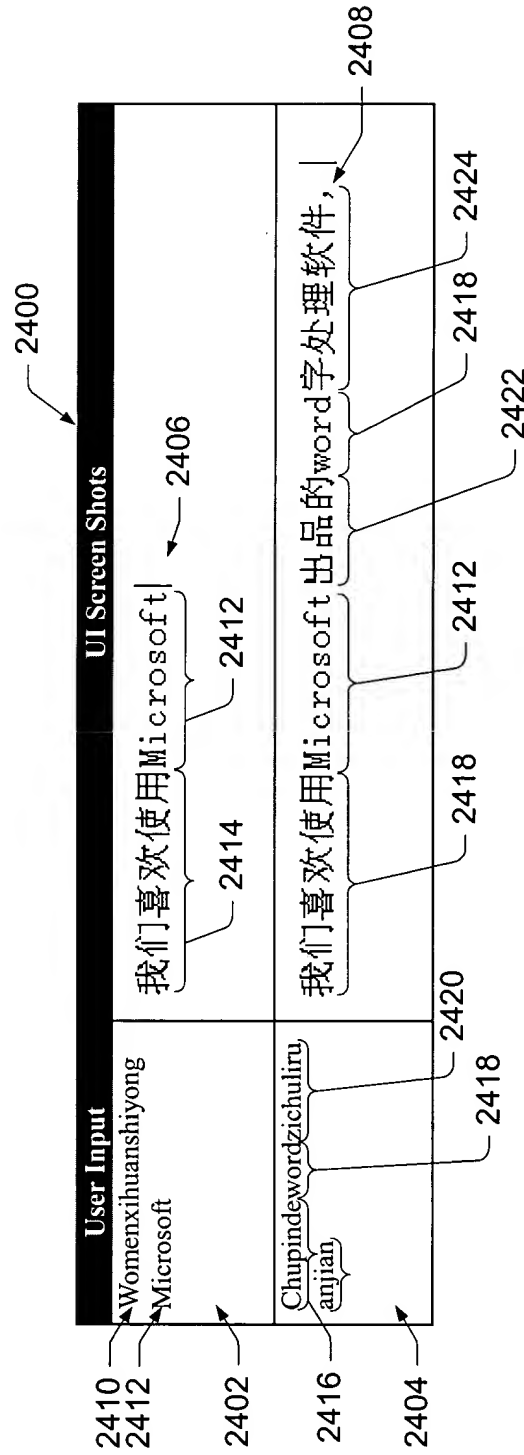 2400
User Input
UI Screen Shots
2410
2412
Womenxihuanshiyong
Microsoft
2402
我们喜欢使用Microsoft
2406
2414
2412
Chupindewordzichuliru
anjian
2416
2418
2420
2404
我们喜欢使用Microsoft出品的word字处理软件，
2408
2418
2412
2422
2418
2424